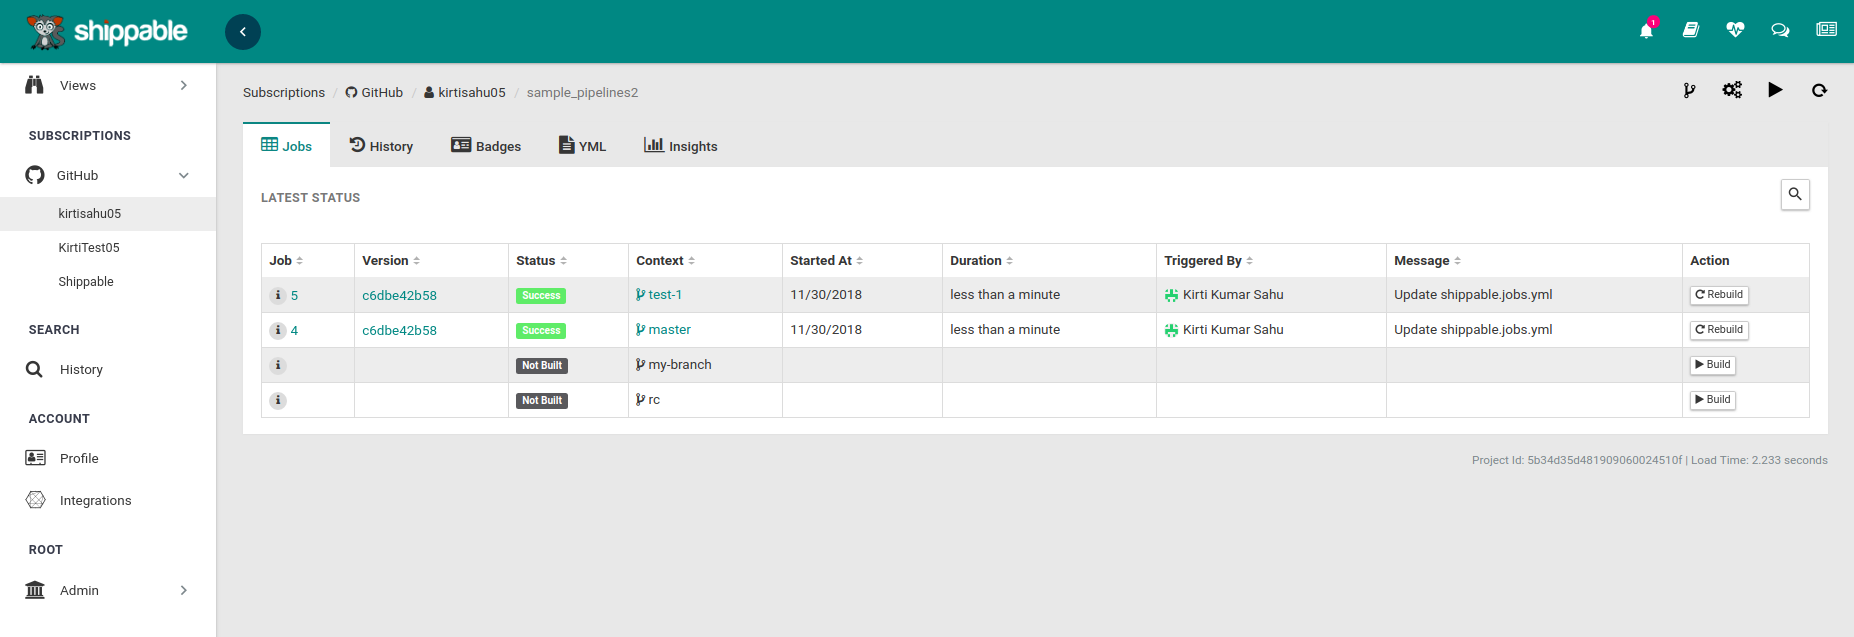 shippable
1
Views
SUBSCRIPTIONS
GitHub
kirtisahu05
KirtiTest05
Shippable
SEARCH
History
ACCOUNT
Profile
Integrations
ROOT
Admin
Subscriptions / GitHub / kirtisahu05 / sample_pipelines2
Jobs History Badges YML Insights
LATEST STATUS
Job Version Status Context Started At Duration Triggered By Message Action
5 c6dbe42b58 Success test-1 11/30/2018 less than a minute Kirti Kumar Sahu Update shippable.jobs.yml Rebuild
4 c6dbe42b58 Success master 11/30/2018 less than a minute Kirti Kumar Sahu Update shippable.jobs.yml Rebuild
Not Built my-branch Build
Not Built rc Build
Project Id: 5b34d35d481909060024510f | Load Time: 2.233 seconds